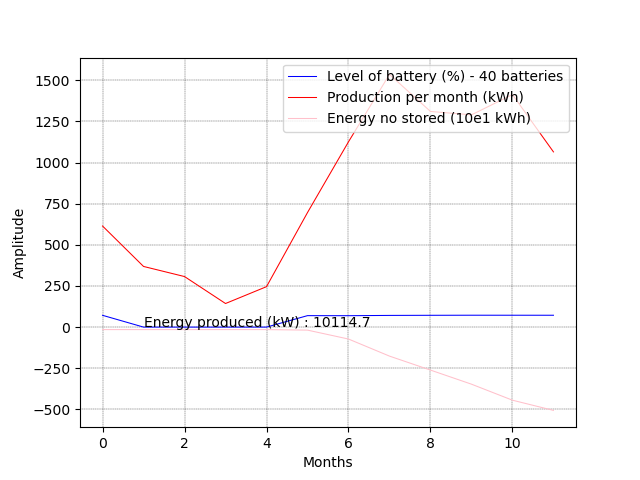 Level of battery (%) - 40 batteries
Production per month (kWh)
Energy no stored (10e1 kWh)
1500
1250
1000
750
500
250
0
−250
−500
Amplitude
Energy produced (kW) : 10114.7
0 2 4 6 8 10
Months